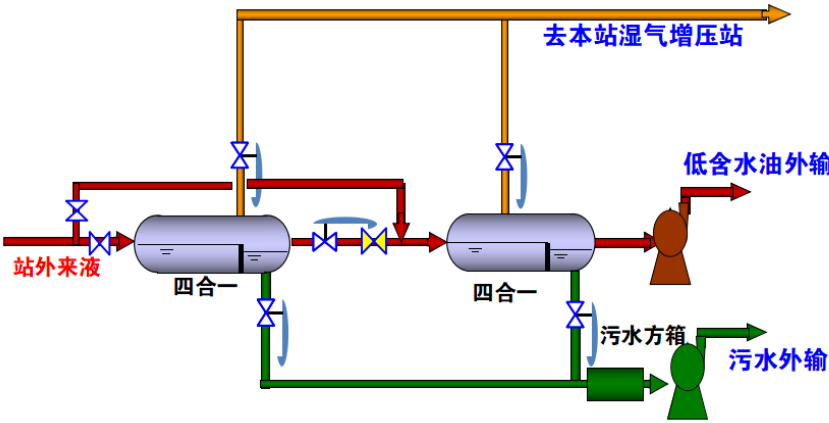 去本站湿气增压站
低含水油外输
站外来液
四合一
四合一
污水方箱
污水外输